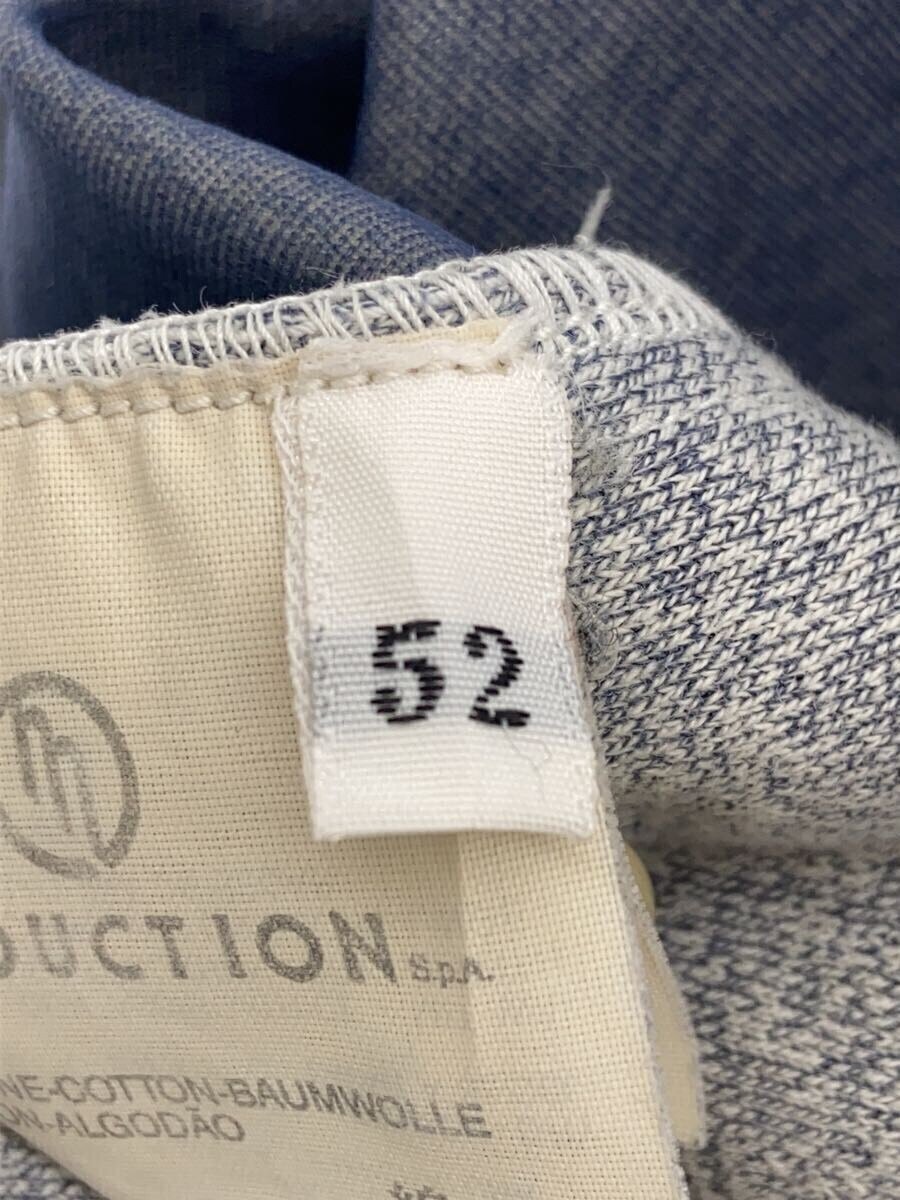 52
DUCTION S.p.A.
NE-COTTON-BAUMWOLLE
ON-ALGODÃO